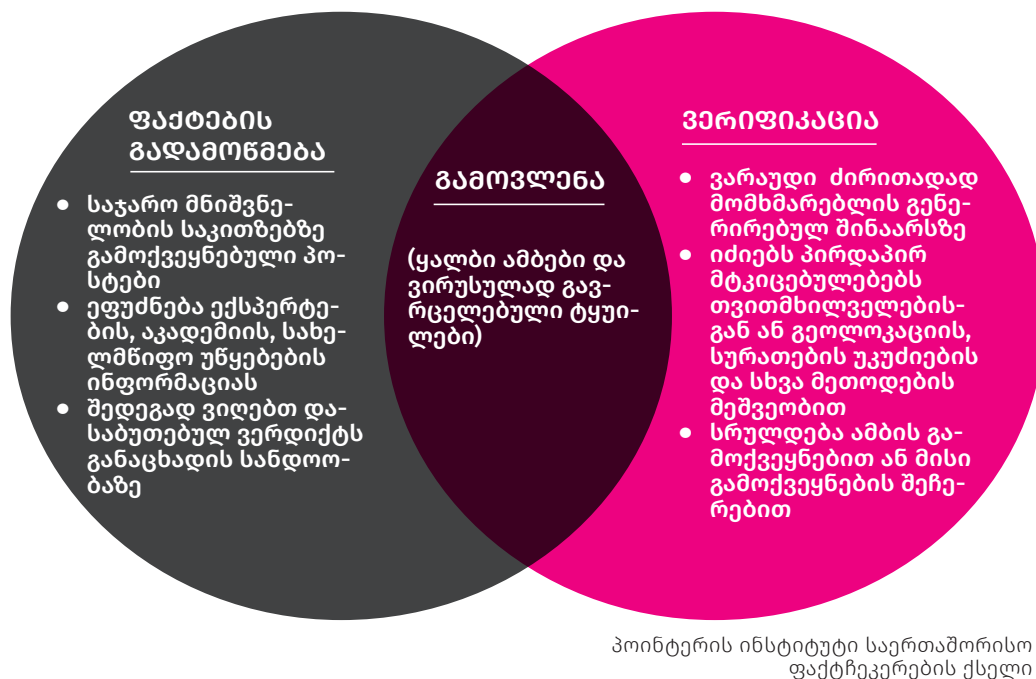 ფაქტების
გადამოწმება
● საჯარო მნიშვნე-
ლობის საკითზებზე
გამოქვეყნებული პო-
სტები
● ეფუძნება ექსპერტე-
ბის, აკადემიის, სახე-
ლმწიფო უწყებების
ინფორმაციას
● შედეგად ვიღებთ და-
საბუთებულ ვერდიქტს
განაცხადის სანდოო-
ბაზე
გამოვლენა
(ყალბი ამბები და
ვირუსულად გავ-
რცელებული ტყუი-
ლები)
ვერიფიკაცია
● ვარაუდი ძირითადად
მომხმარებლის გენე-
რირებულ შინაარსზე
● იძიებს პირდაპირ
მტკიცებულებებს
თვითმხილველების-
გან ან გეოლოკაციის,
სურათების უკუძიების
და სხვა მეთოდების
მეშვეობით
● სრულდება ამბის გა-
მოქვეყნებით ან მისი
გამოქვეყნების შეჩე-
რებით
პოინტერის ინსტიტუტი საერთაშორისო
ფაქტჩეკერების ქსელი